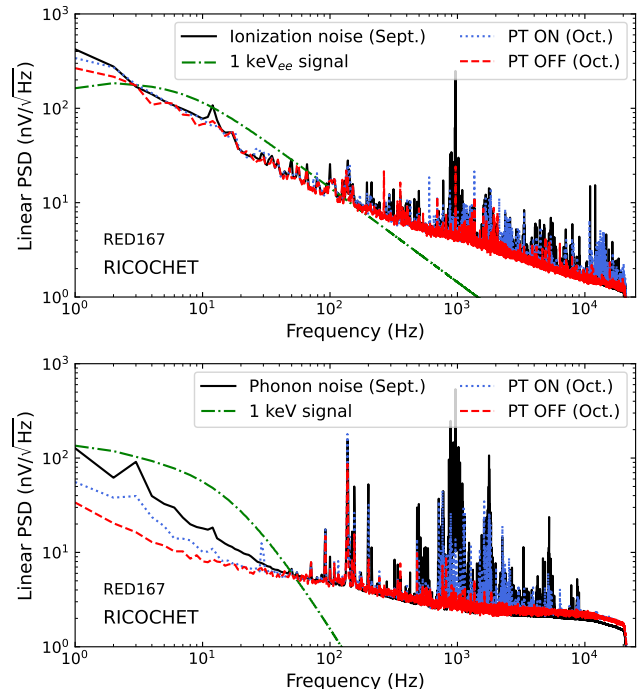 10³
10²
10¹
10⁰
Linear PSD (nV/√Hz)
Ionization noise (Sept.)
1 keVₑₑ signal
PT ON (Oct.)
PT OFF (Oct.)
RED167
RICOCHET
10⁰ 10¹ 10² 10³ 10⁴
Frequency (Hz)
10³
10²
10¹
10⁰
Linear PSD (nV/√Hz)
Phonon noise (Sept.)
1 keV signal
PT ON (Oct.)
PT OFF (Oct.)
RED167
RICOCHET
10⁰ 10¹ 10² 10³ 10⁴
Frequency (Hz)